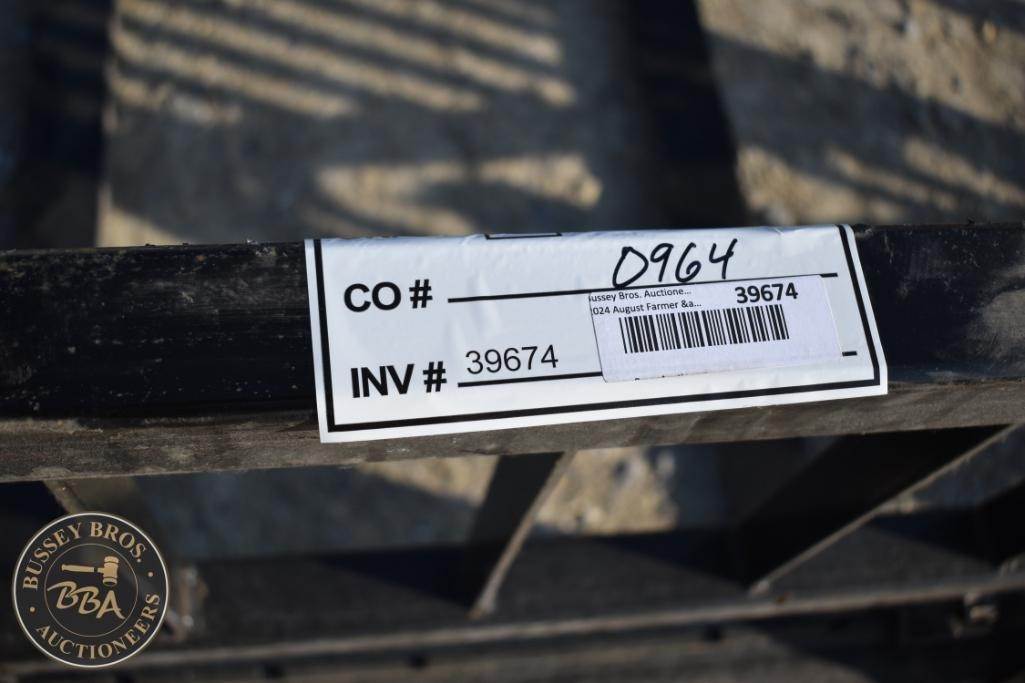 CO # 0964
ussey Bros. Auctione... 39674
024 August Farmer &a...
INV # 39674
BUSSEY BROS.
BBA
AUCTIONEERS